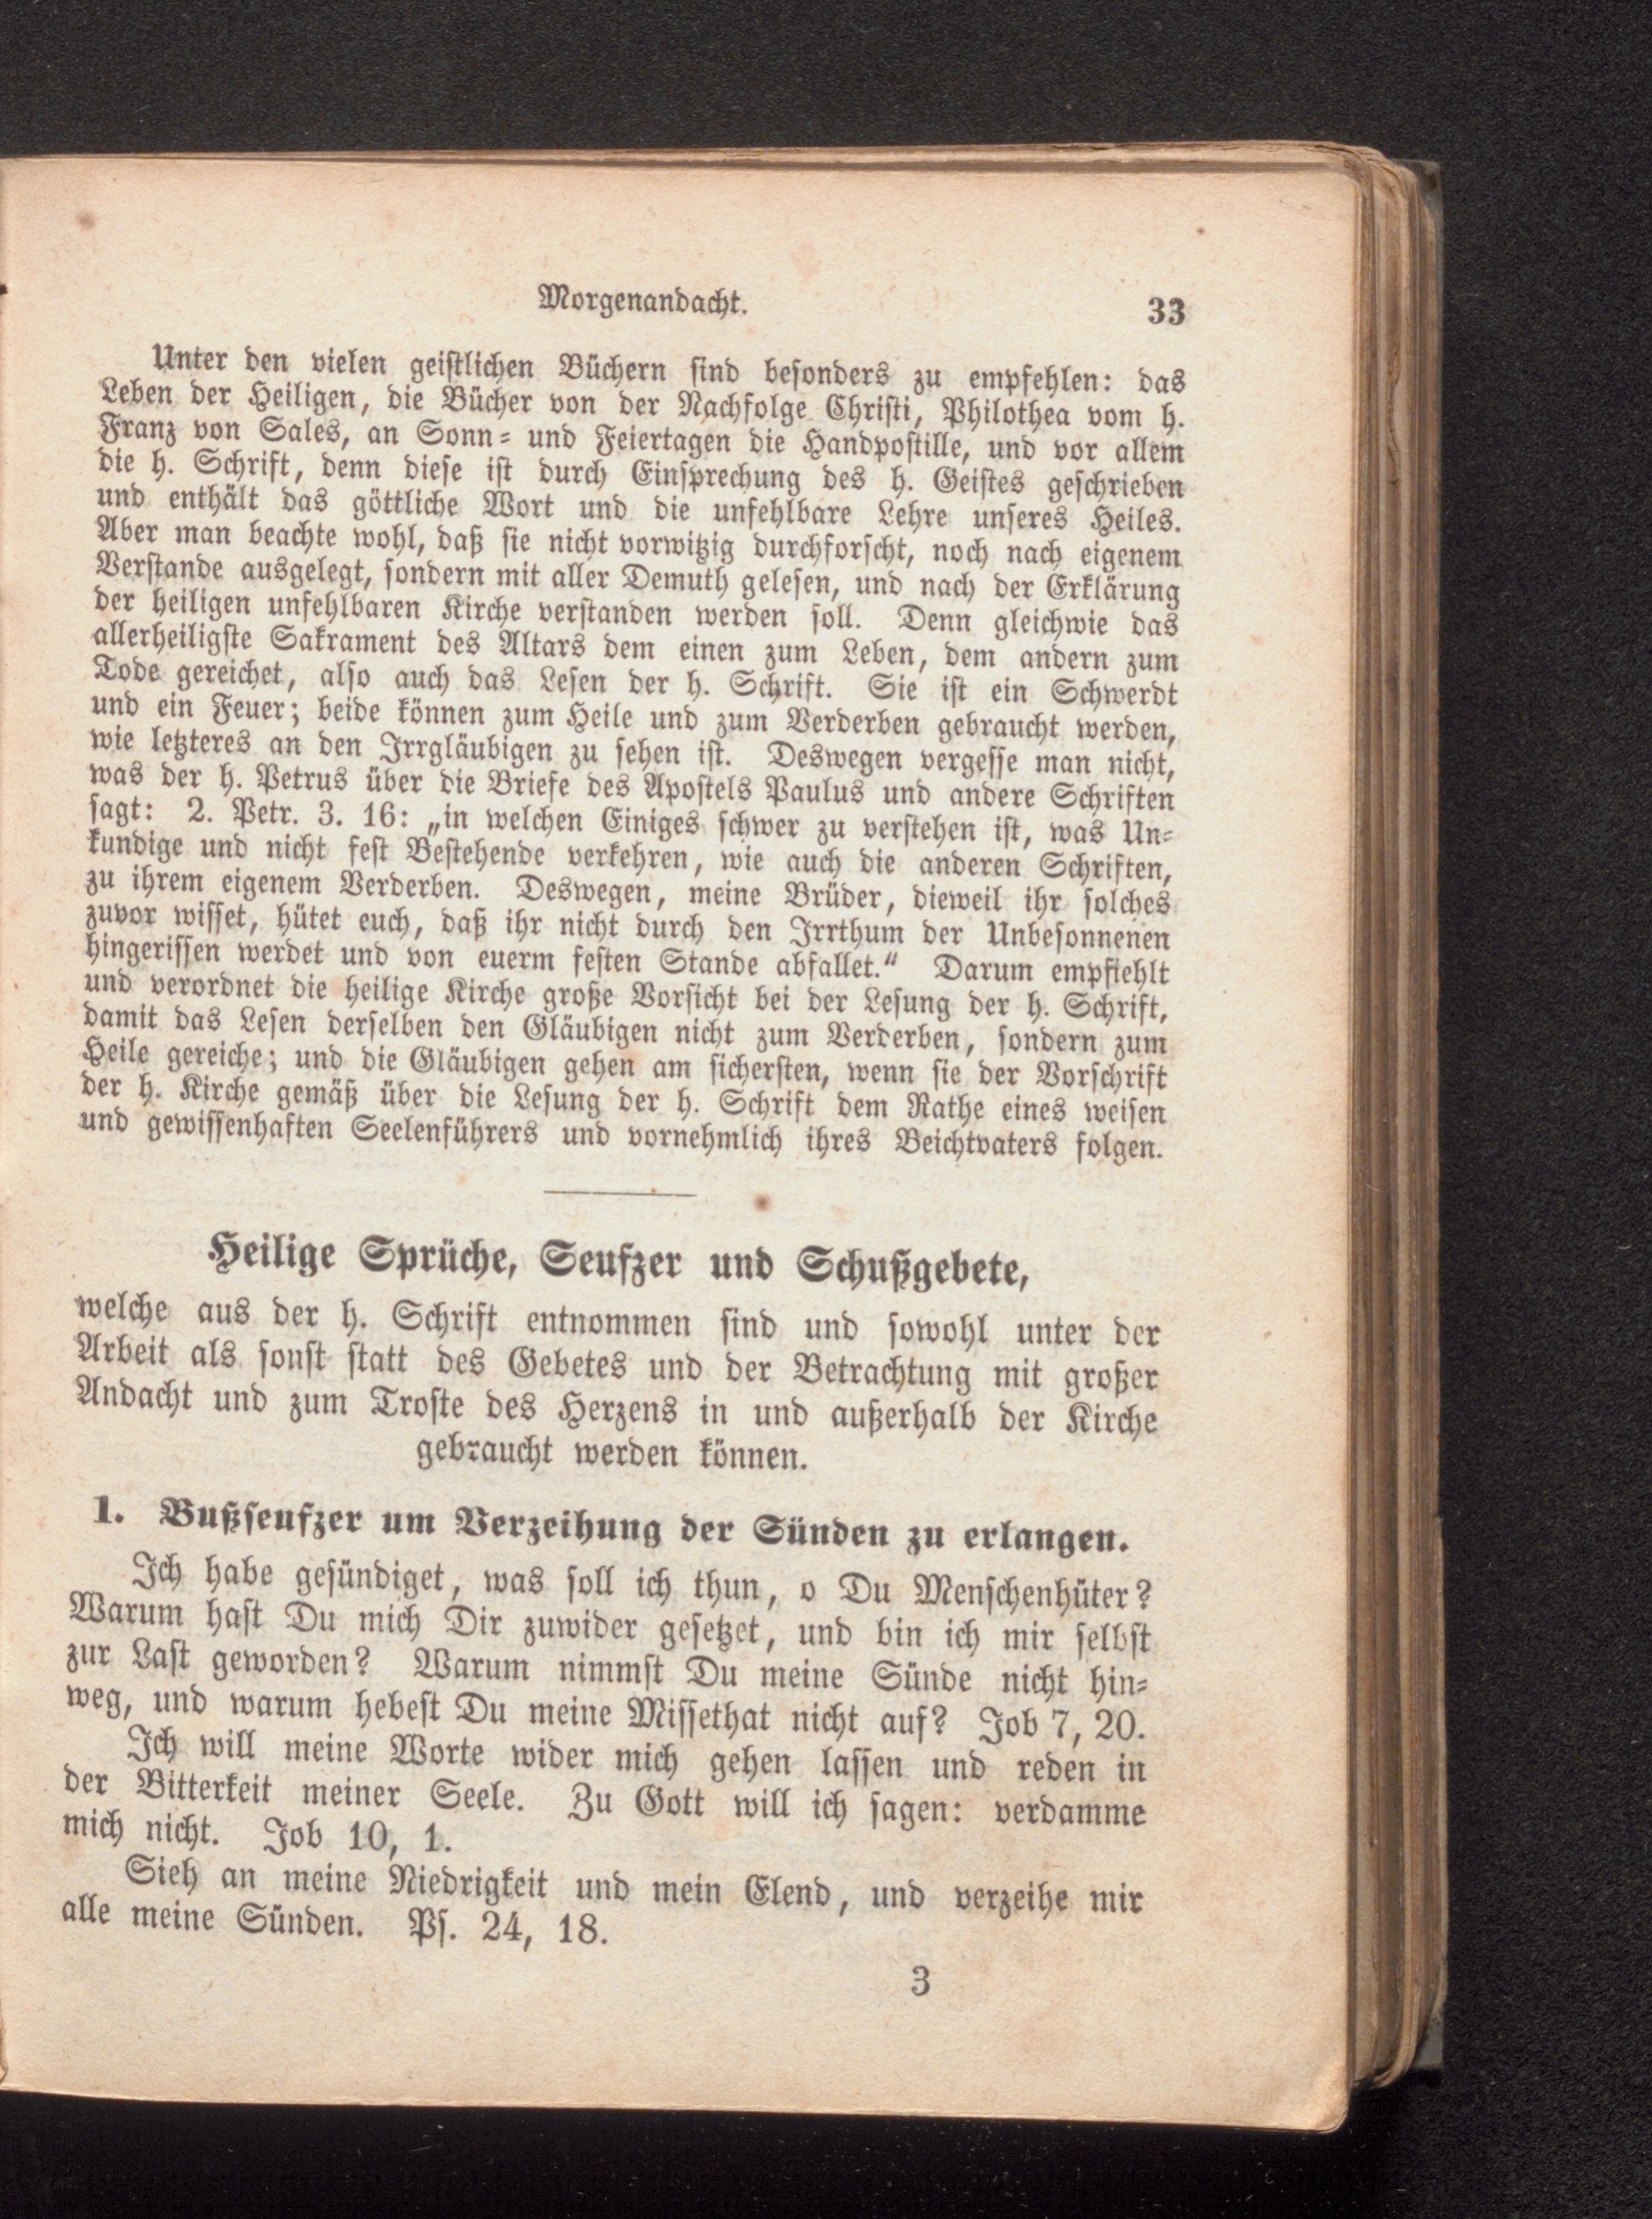 Morgenandacht.
33
Unter den vielen geistlichen Büchern sind besonders zu empfehlen: das
Leben der Heiligen, die Bücher von der Nachfolge Christi, Philothea vom h.
Franz von Sales, an Sonn- und Feiertagen die Handpostille, und vor allem
die h. Schrift, denn diese ist durch Einsprechung des h. Geistes geschrieben
und enthält das göttliche Wort und die unfehlbare Lehre unseres Heiles.
Aber man beachte wohl, daß sie nicht vorwitzig durchforscht, noch nach eigenem
Verstande ausgelegt, sondern mit aller Demuth gelesen, und nach der Erklärung
der heiligen unfehlbaren Kirche verstanden werden soll. Denn gleichwie das
allerheiligste Sakrament des Altars dem einen zum Leben, dem andern zum
Tode gereichet, also auch das Lesen der h. Schrift. Sie ist ein Schwerdt
und ein Feuer; beide können zum Heile und zum Verderben gebraucht werden,
wie letzteres an den Irrgläubigen zu sehen ist. Deswegen vergesse man nicht,
was der h. Petrus über die Briefe des Apostels Paulus und andere Schriften
sagt: 2. Petr. 3. 16: „in welchen Einiges schwer zu verstehen ist, was Un-
kundige und nicht fest Bestehende verkehren, wie auch die anderen Schriften,
zu ihrem eigenem Verderben. Deswegen, meine Brüder, dieweil ihr solches
zuvor wisset, hütet euch, daß ihr nicht durch den Irrthum der Unbesonnenen
hingerissen werdet und von euerm festen Stande abfallet.“ Darum empfiehlt
und verordnet die heilige Kirche große Vorsicht bei der Lesung der h. Schrift,
damit das Lesen derselben den Gläubigen nicht zum Verderben, sondern zum
Heile gereiche; und die Gläubigen gehen am sichersten, wenn sie der Vorschrift
der h. Kirche gemäß über die Lesung der h. Schrift dem Rathe eines weisen
und gewissenhaften Seelenführers und vornehmlich ihres Beichtvaters folgen.
Heilige Sprüche, Seufzer und Schußgebete,
welche aus der h. Schrift entnommen sind und sowohl unter der
Arbeit als sonst statt des Gebetes und der Betrachtung mit großer
Andacht und zum Troste des Herzens in und außerhalb der Kirche
gebraucht werden können.
1. Bußseufzer um Verzeihung der Sünden zu erlangen.
Ich habe gesündiget, was soll ich thun, o Du Menschenhüter?
Warum hast Du mich Dir zuwider gesetzet, und bin ich mir selbst
zur Last geworden? Warum nimmst Du meine Sünde nicht hin-
weg, und warum hebest Du meine Missethat nicht auf? Job 7, 20.
Ich will meine Worte wider mich gehen lassen und reden in
der Bitterkeit meiner Seele. Zu Gott will ich sagen: verdamme
mich nicht. Job 10, 1.
Sieh an meine Niedrigkeit und mein Elend, und verzeihe mir
alle meine Sünden. Ps. 24, 18.
3